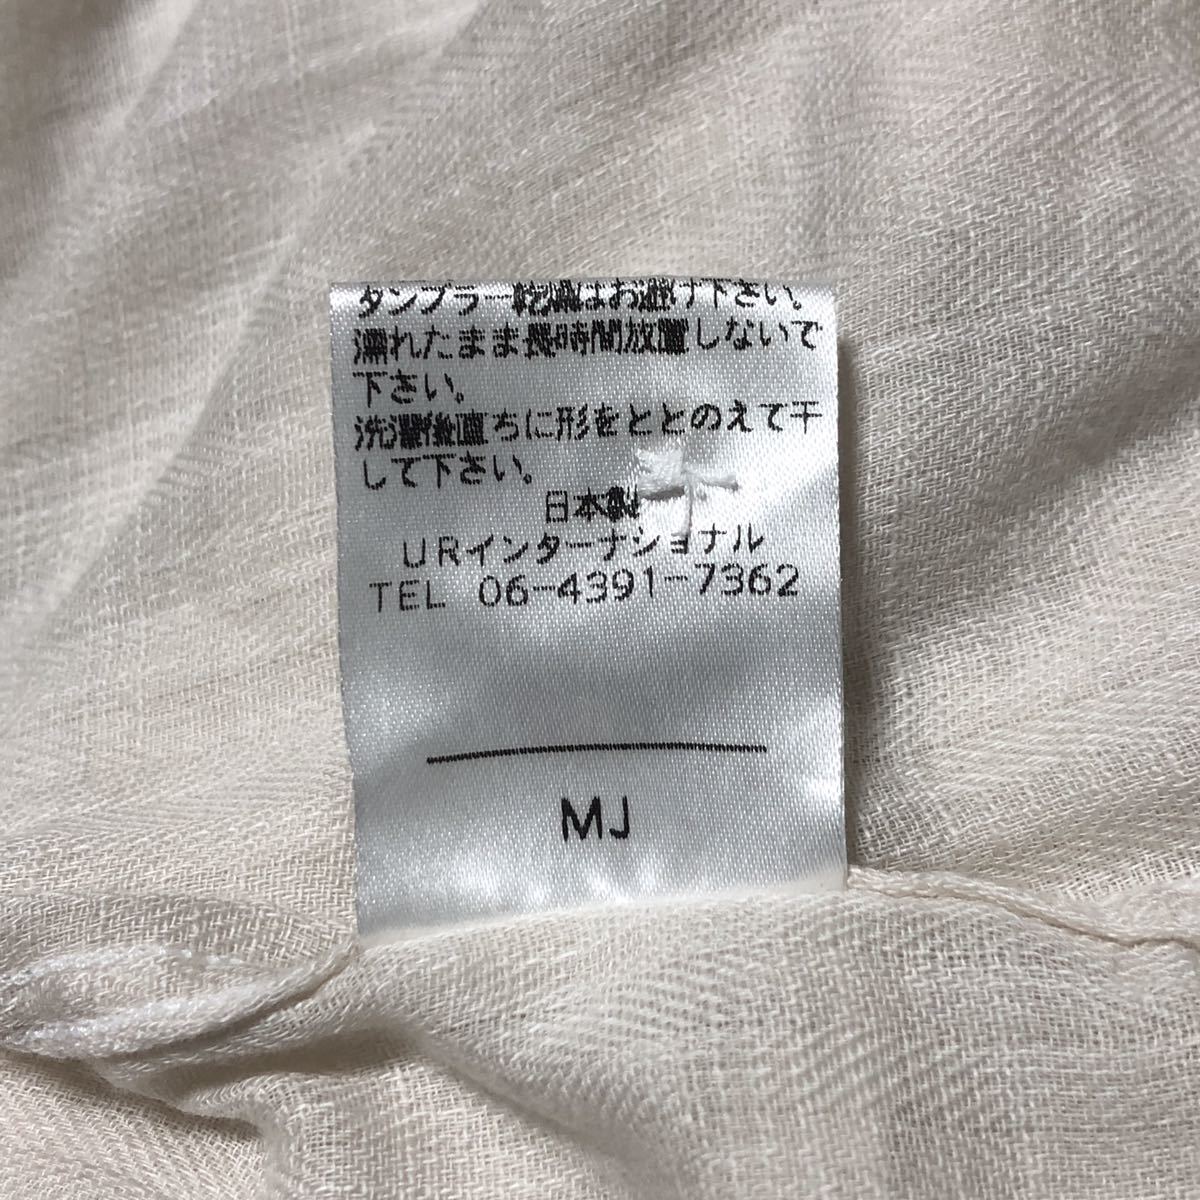 タンブラー乾燥はお避け下さい。
濡れたまま長時間放置しないで
下さい。
洗濯後直ちに形をととのえて干
して下さい。
日本製
URインターナショナル
TEL 06-4391-7362
MJ